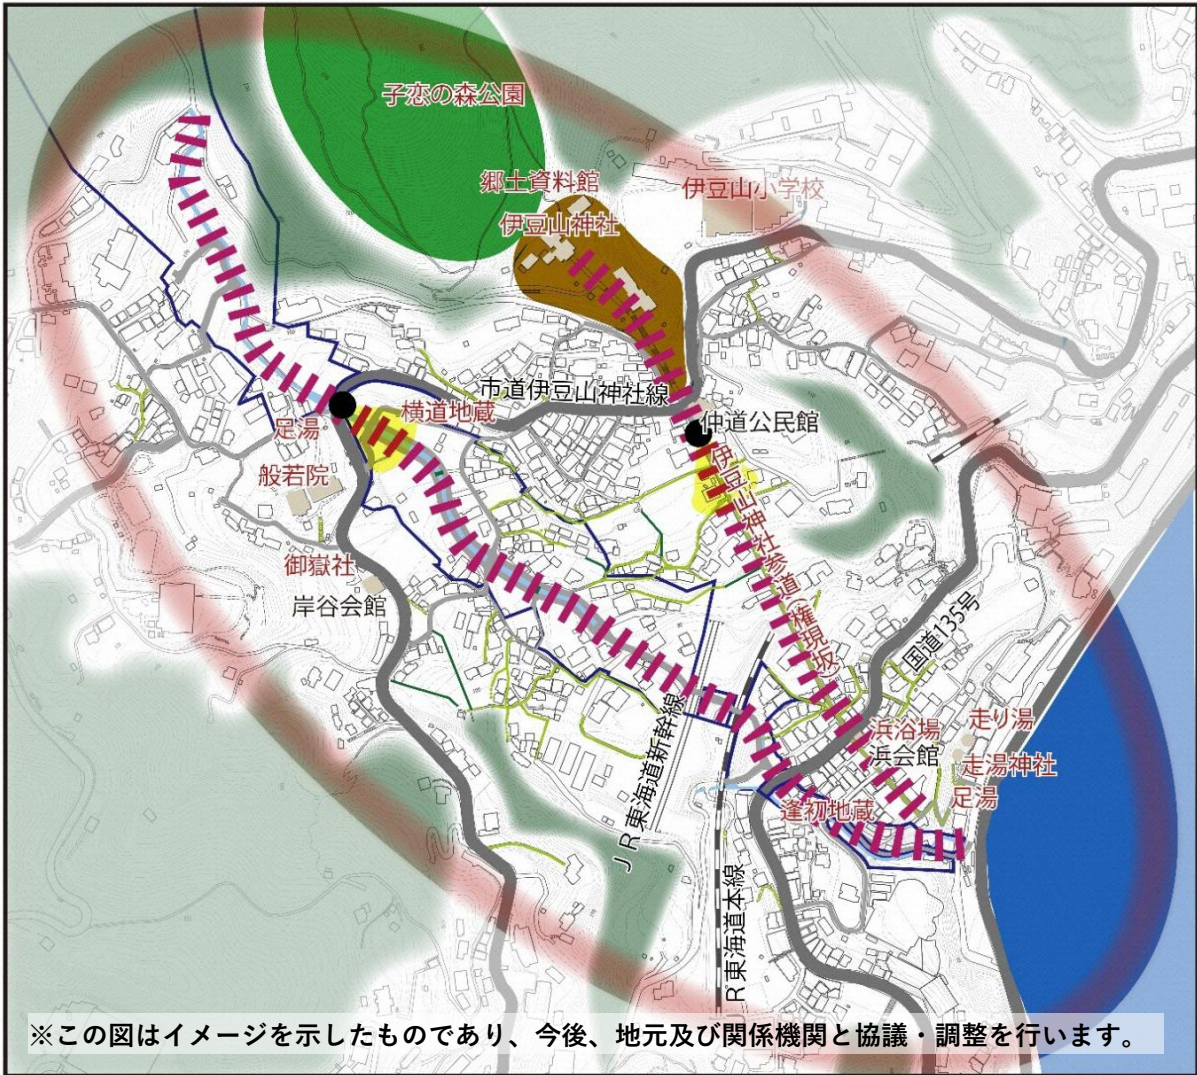 子恋の森公園
郷土資料館
伊豆山小学校
伊豆山神社
市道伊豆山神社線
横道地蔵
仲道公民館
足湯
般若院
伊豆山神社参道（権現坂）
御嶽社
岸谷会館
国道135号
走り湯
浜浴場
浜会館
走湯神社
足湯
逢初地蔵
ＪＲ東海道新幹線
R東海道本線
※この図はイメージを示したものであり、今後、地元及び関係機関と協議・調整を行います。